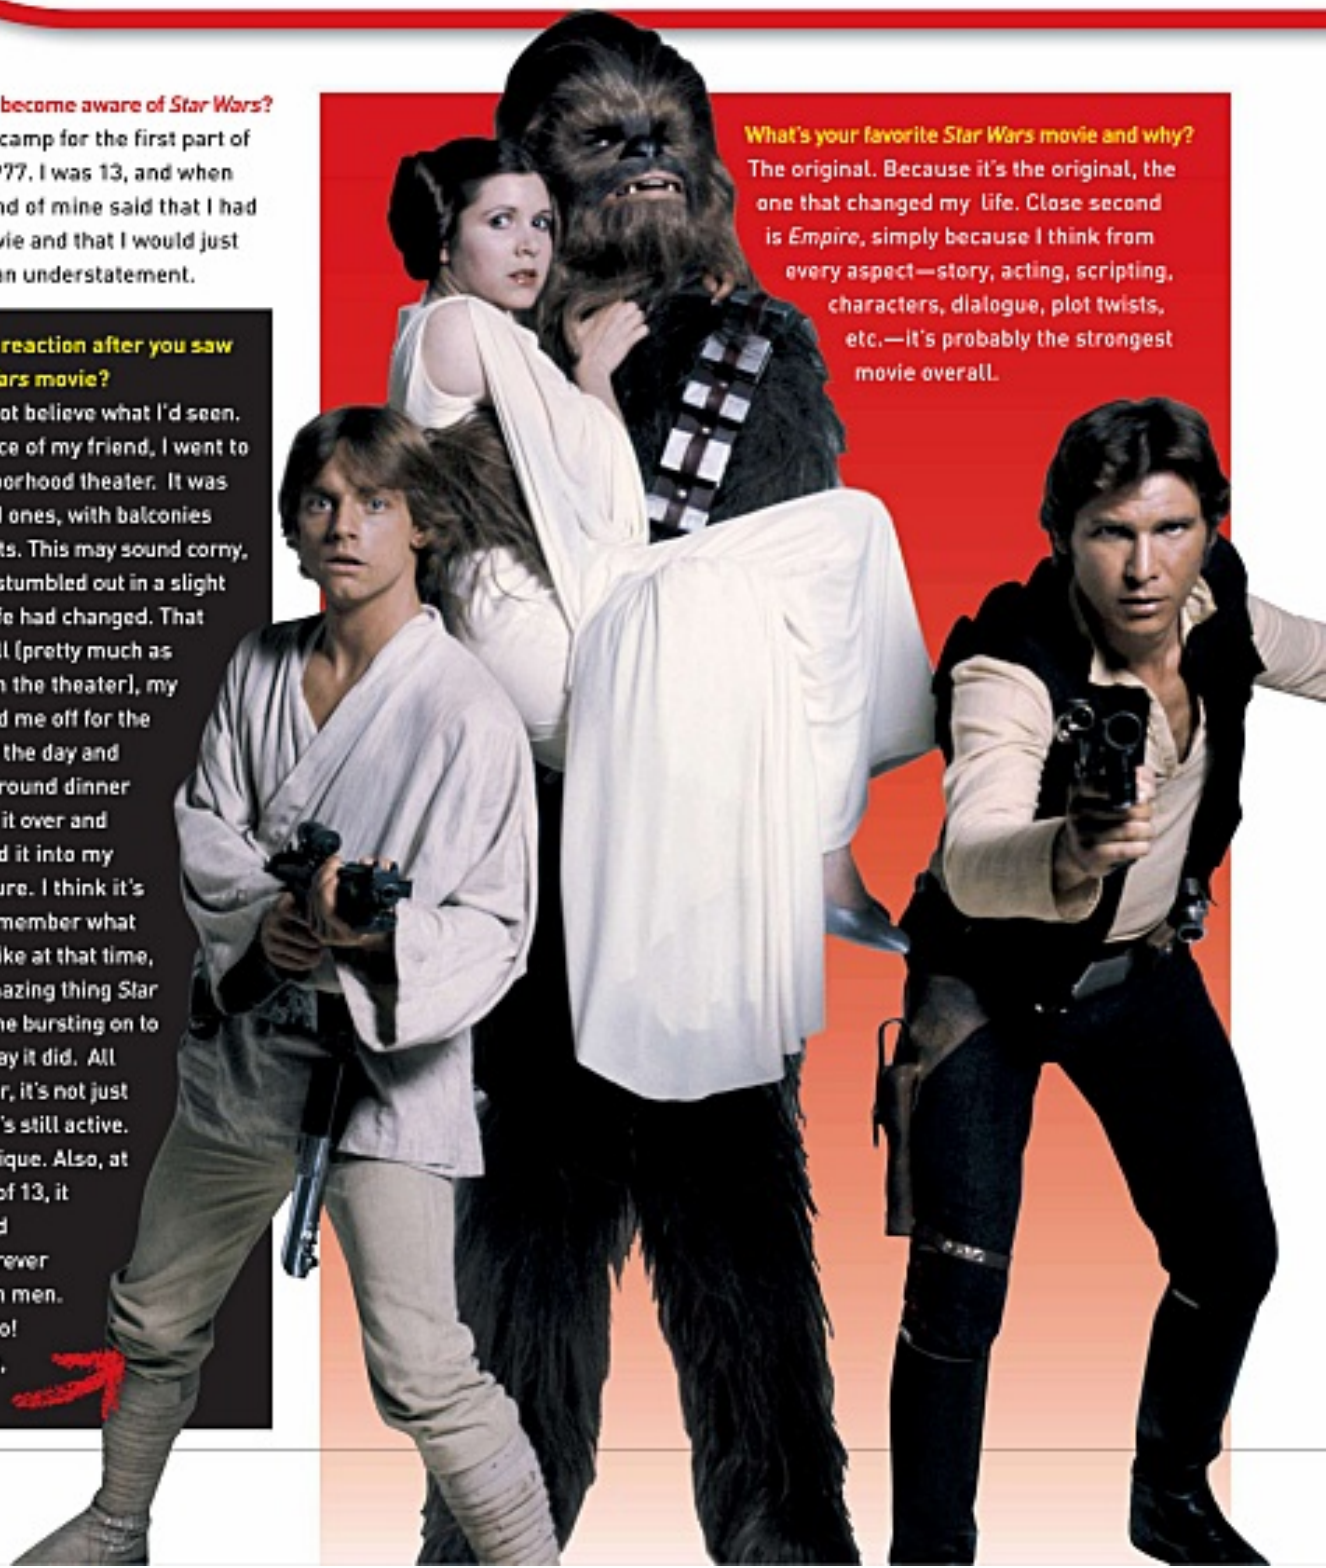 become aware of Star Wars?
camp for the first part of
'77. I was 13, and when
nd of mine said that I had
vie and that I would just
an understatement.
reaction after you saw
ars movie?
ot believe what I'd seen.
ce of my friend, I went to
borhood theater. It was
l ones, with balconies
ts. This may sound corny,
stumbled out in a slight
fe had changed. That
ll (pretty much as
n the theater), my
d me off for the
the day and
round dinner
it over and
d it into my
ure. I think it's
member what
ike at that time,
nazing thing Star
ne bursting on to
ay it did. All
r, it's not just
's still active.
ique. Also, at
of 13, it
d
rever
n men.
o!
What's your favorite Star Wars movie and why?
The original. Because it's the original, the
one that changed my life. Close second
is Empire, simply because I think from
every aspect—story, acting, scripting,
characters, dialogue, plot twists,
etc.—it's probably the strongest
movie overall.